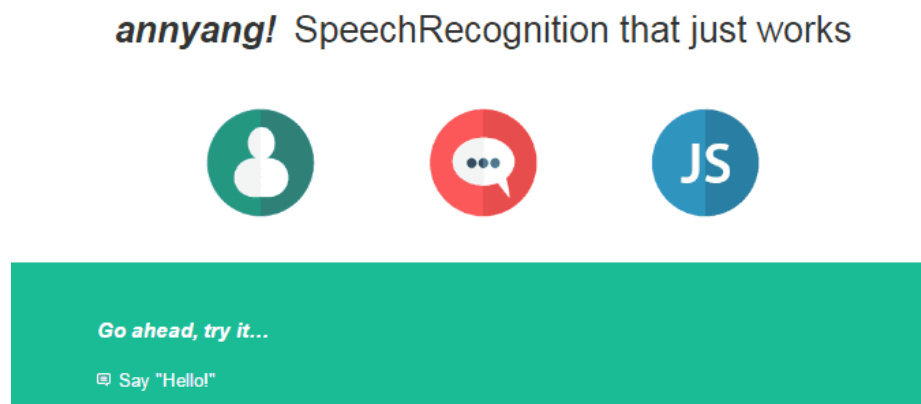 annyang! SpeechRecognition that just works
JS
Go ahead, try it...
Say "Hello!"